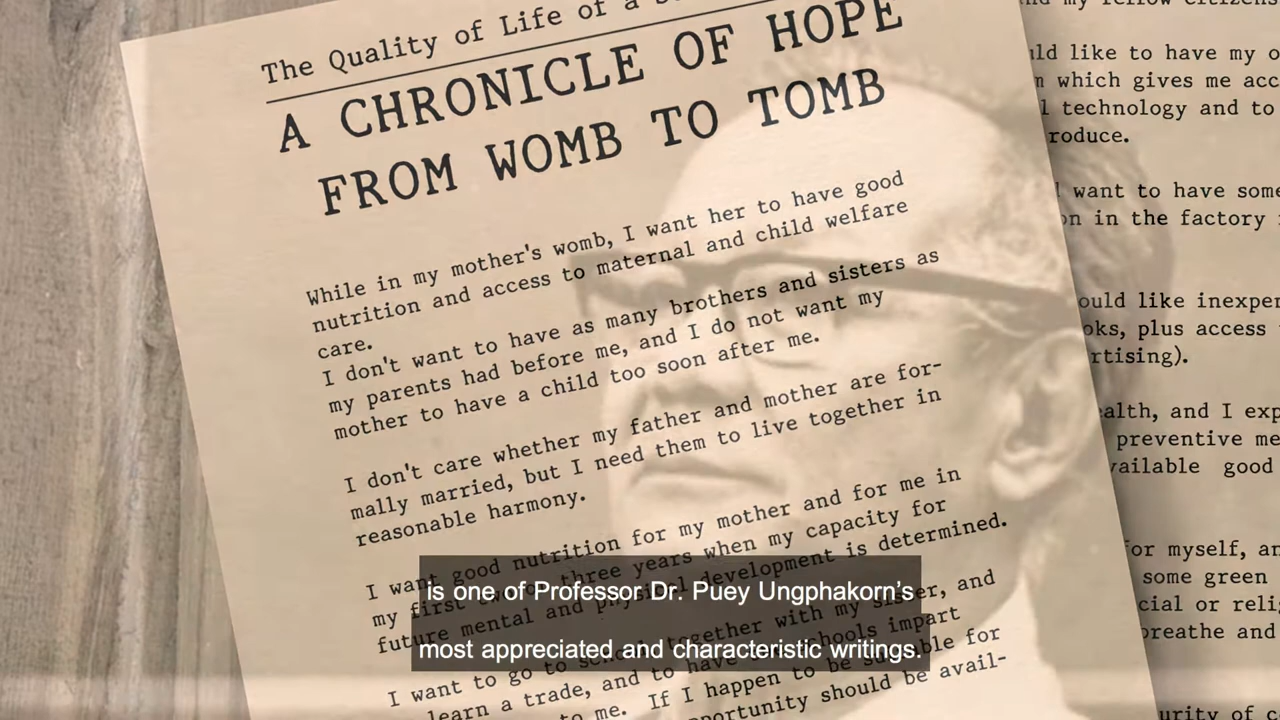 The Quality of Life of a
A CHRONICLE OF HOPE
FROM WOMB TO TOMB
While in my mother's womb, I want her to have good
nutrition and access to maternal and child welfare
care.
I don't want to have as many brothers and sisters as
my parents had before me, and I do not want my
mother to have a child too soon after me.
I don't care whether my father and mother are for-
mally married, but I need them to live together in
reasonable harmony.
I want good nutrition for my mother and for me in
my first two three years when my capacity for
future mental and physical development is determined.
I want to go to school together with my sister, and
learn a trade, and to have schools impart
to me. If I happen to be suitable for
opportunity should be avail-
and my fellow citizens
like to have my o
which gives me acc
technology and to
roduce.
want to have some
in the factory
ould like inexpen
plus access
rtising).
alth, and I exp
preventive me
vailable good
for myself, an
some green
cial or reli
breathe and
urity of c
is one of Professor Dr. Puey Ungphakorn's
most appreciated and characteristic writings.